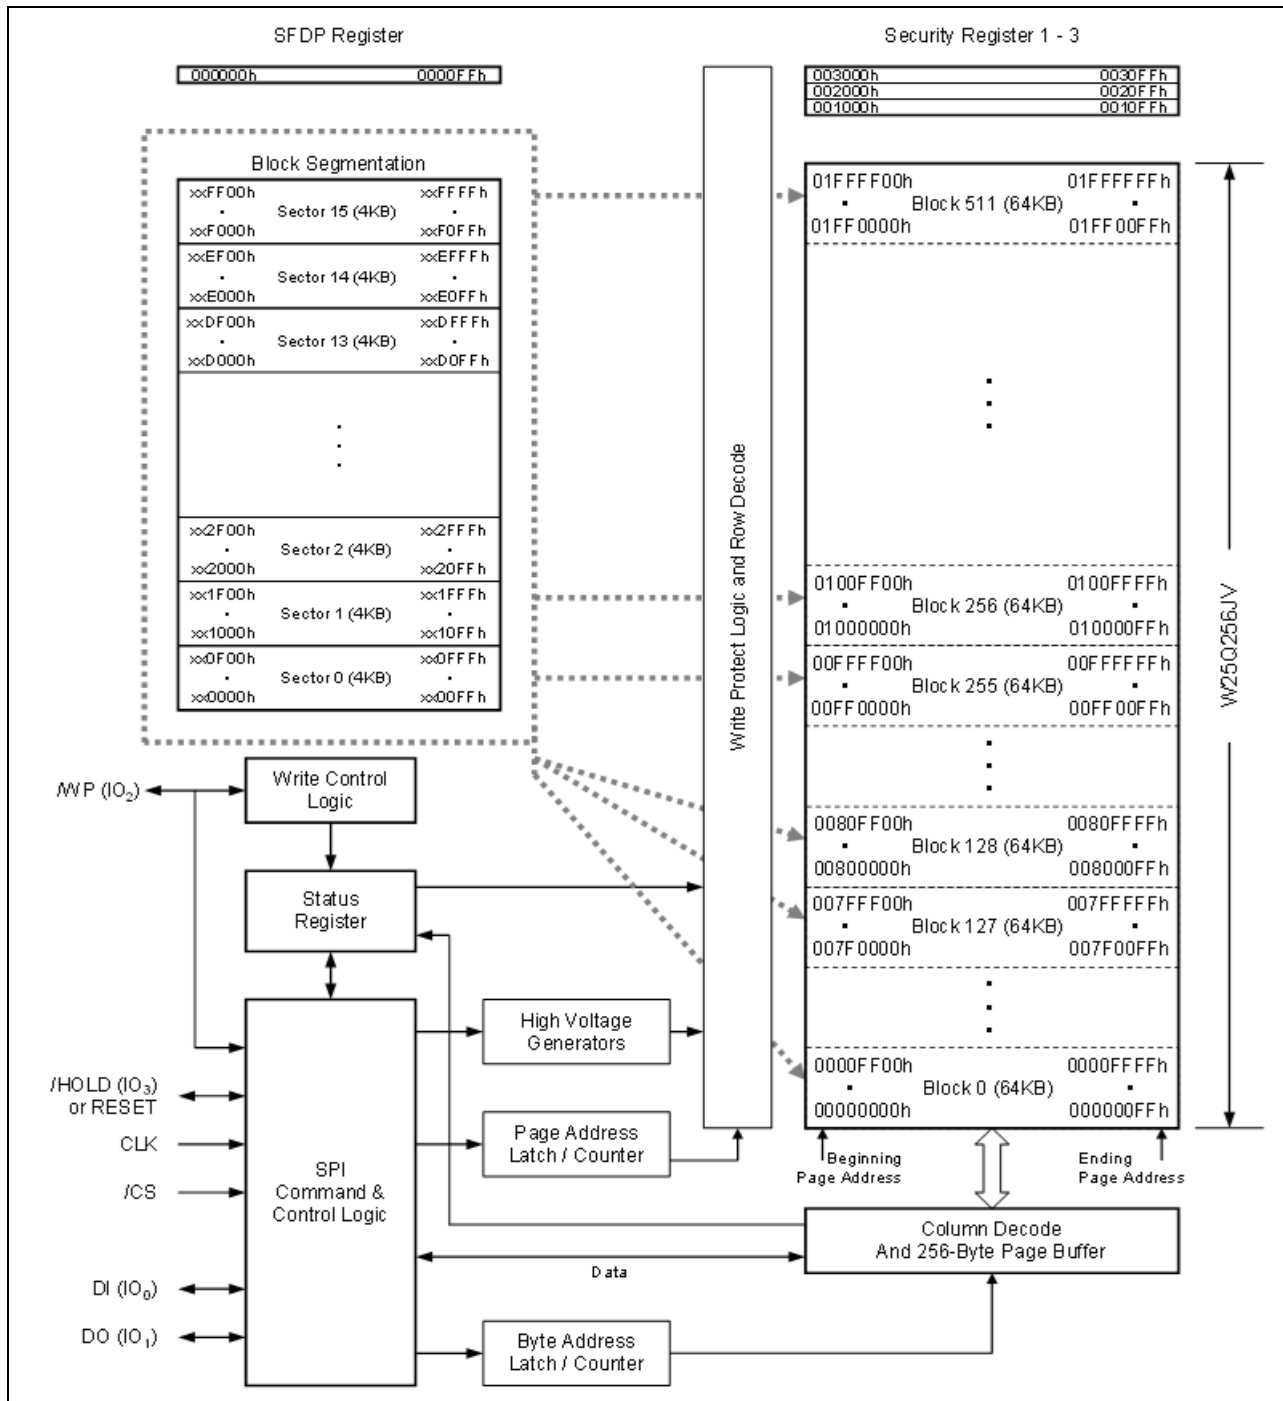 SFDP Register
000000h 0000FFh
Security Register 1 - 3
003000h 0030FFh
002000h 0020FFh
001000h 0010FFh
Block Segmentation
xxFF00h xxFFFFh
Sector 15 (4KB)
xxF000h xxF0FFh
xxEF00h xxEFFFh
Sector 14 (4KB)
xxE000h xxE0FFh
xxDF00h xxDFFFh
Sector 13 (4KB)
xxD000h xxD0FFh
xx2F00h xx2FFFh
Sector 2 (4KB)
xx2000h xx20FFh
xx1F00h xx1FFFh
Sector 1 (4KB)
xx1000h xx10FFh
xx0F00h xx0FFFh
Sector 0 (4KB)
xx0000h xx00FFh
Write Protect Logic and Row Decode
01FFFF00h 01FFFFFFh
Block 511 (64KB)
01FF0000h 01FF00FFh
0100FF00h 0100FFFFh
Block 256 (64KB)
01000000h 010000FFh
00FFFF00h 00FFFFFFh
Block 255 (64KB)
00FF0000h 00FF00FFh
0080FF00h 0080FFFFh
Block 128 (64KB)
00800000h 008000FFh
007FFF00h 007FFFFFh
Block 127 (64KB)
007F0000h 007F00FFh
0000FF00h 0000FFFFh
Block 0 (64KB)
00000000h 000000FFh
W25Q256JV
Beginning
Page Address
Ending
Page Address
/WP (IO2)
Write Control
Logic
Status
Register
High Voltage
Generators
/HOLD (IO3)
or RESET
CLK
/CS
Page Address
Latch / Counter
SPI
Command &
Control Logic
Column Decode
And 256-Byte Page Buffer
Data
DI (IO0)
DO (IO1)
Byte Address
Latch / Counter